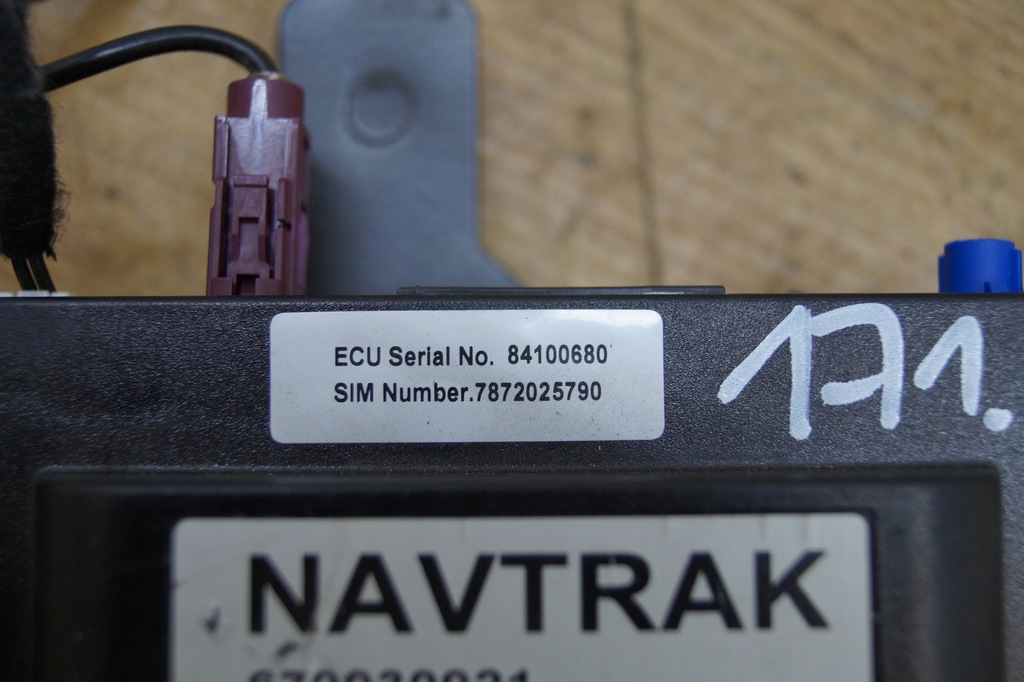 ECU Serial No. 84100680
SIM Number.7872025790
171.
NAVTRAK